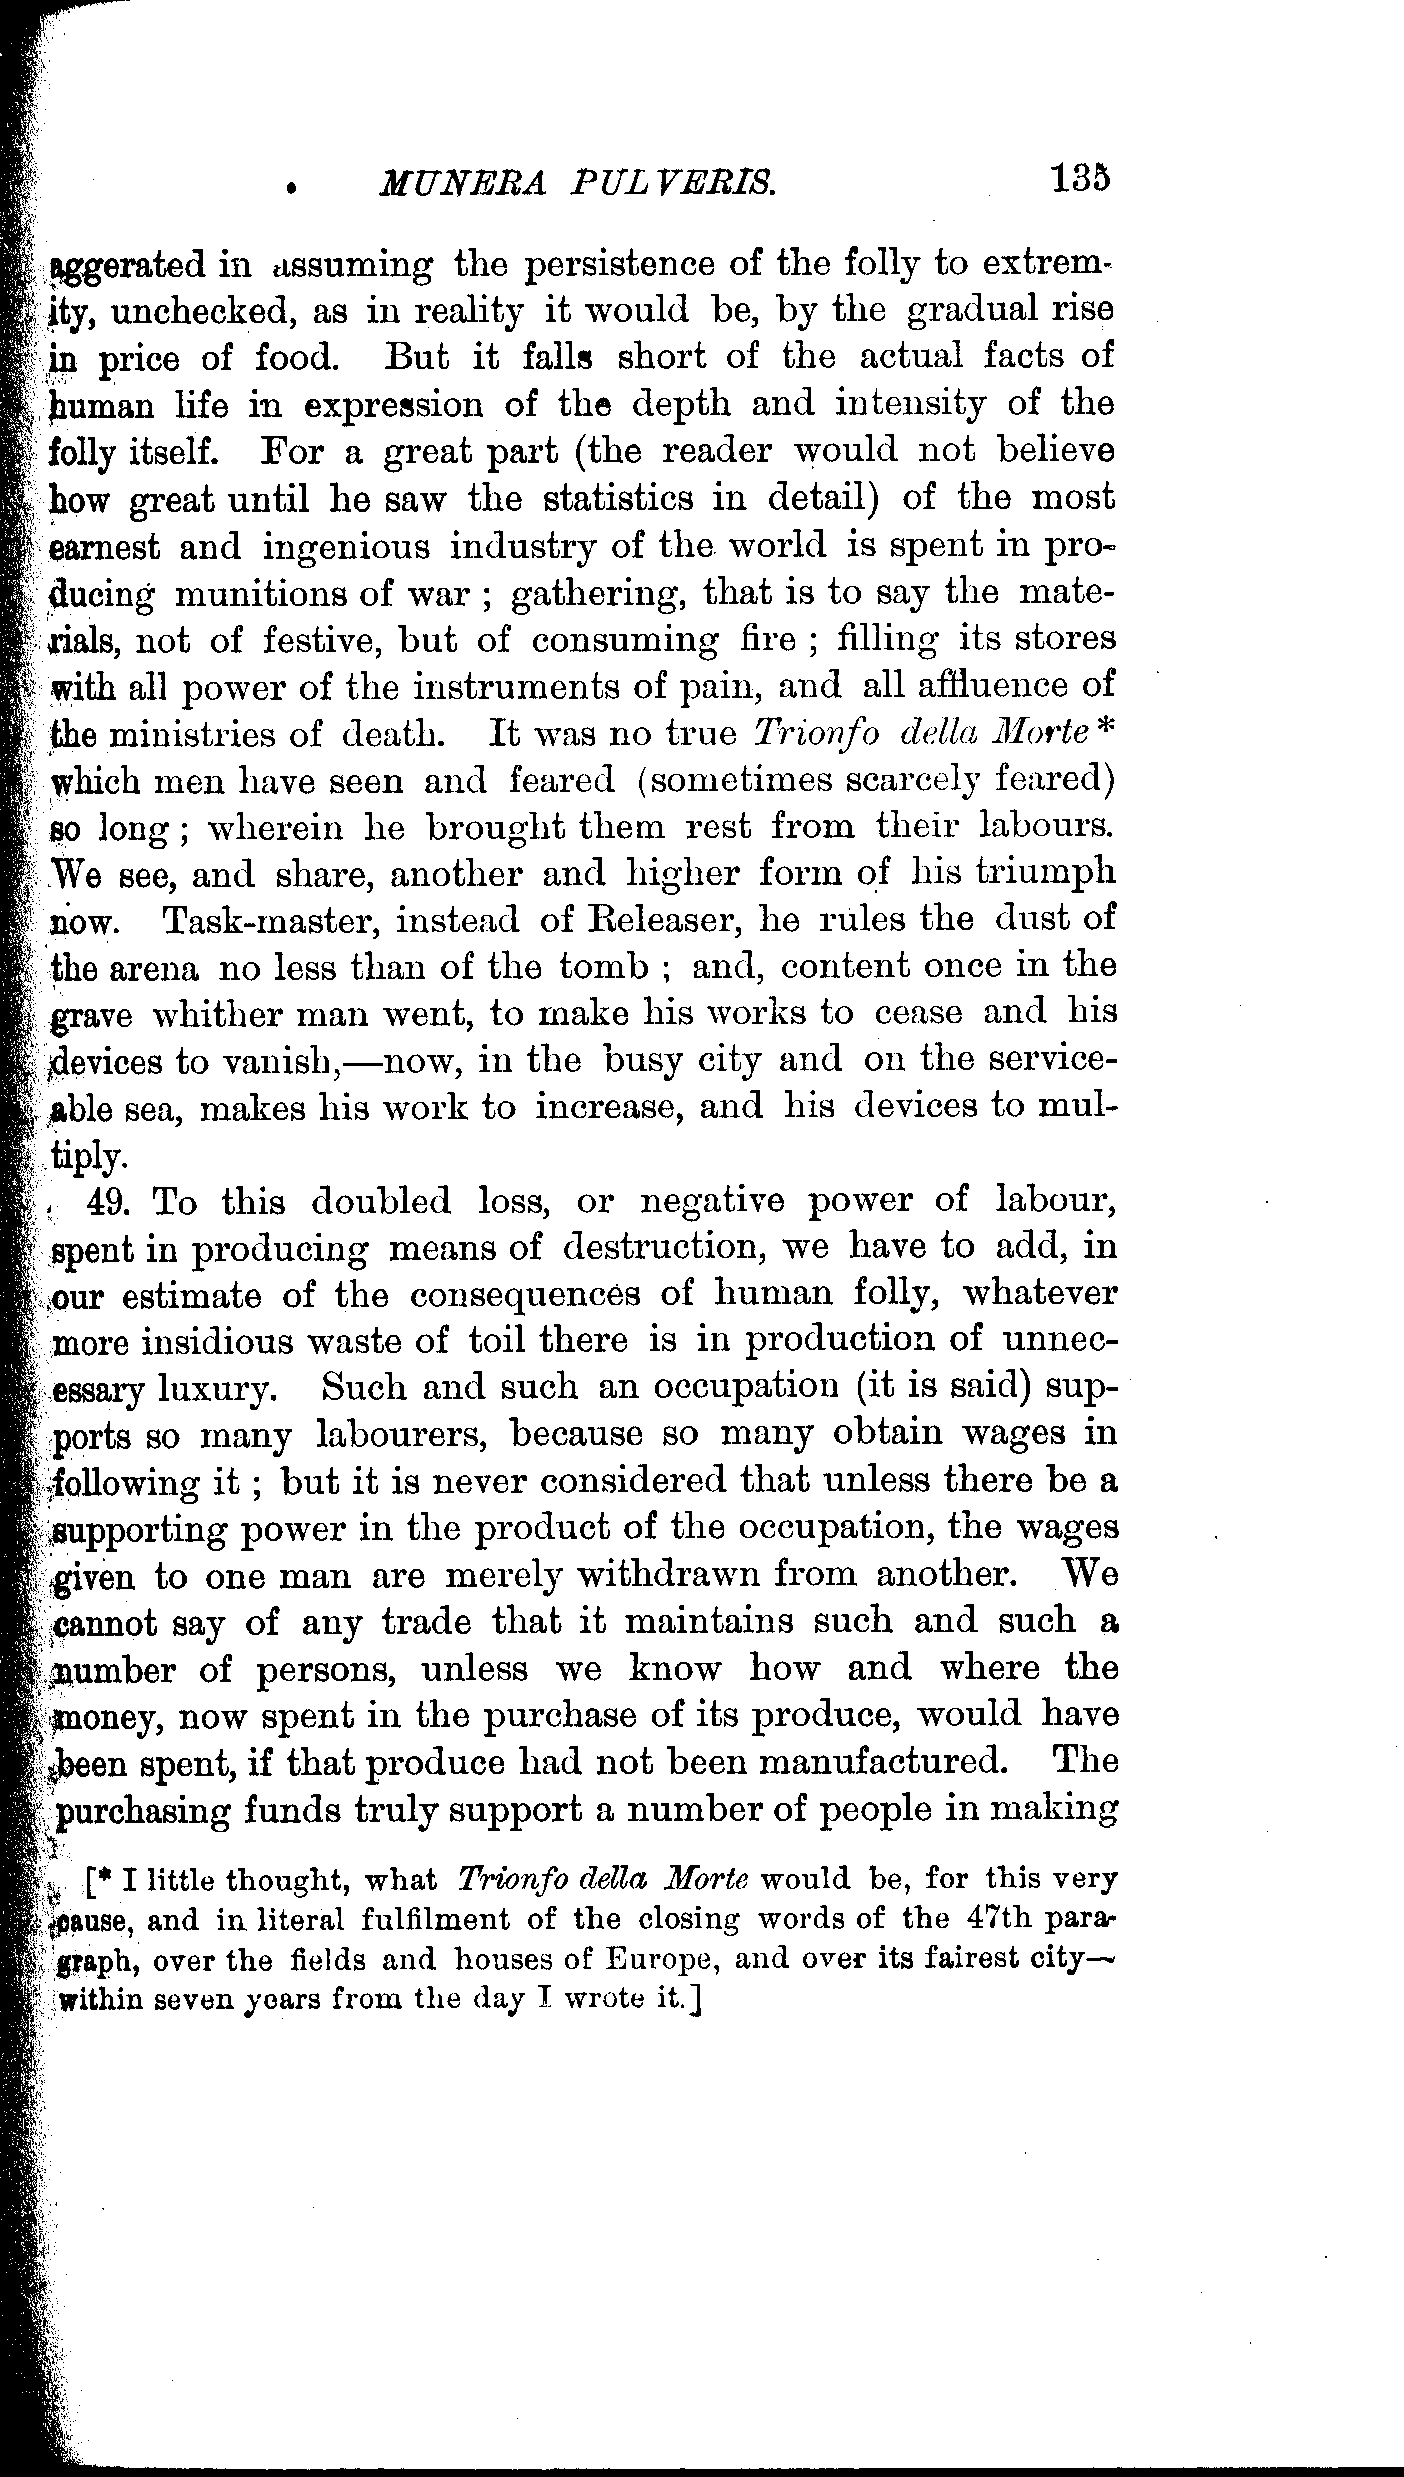 MUNERA PULVERIS. 135
aggerated in assuming the persistence of the folly to extrem-
ity, unchecked, as in reality it would be, by the gradual rise
in price of food. But it falls short of the actual facts of
human life in expression of the depth and intensity of the
folly itself. For a great part (the reader would not believe
how great until he saw the statistics in detail) of the most
earnest and ingenious industry of the world is spent in pro-
ducing munitions of war ; gathering, that is to say the mate-
rials, not of festive, but of consuming fire ; filling its stores
with all power of the instruments of pain, and all affluence of
the ministries of death. It was no true Trionfo della Morte *
which men have seen and feared (sometimes scarcely feared)
so long ; wherein he brought them rest from their labours.
We see, and share, another and higher form of his triumph
now. Task-master, instead of Releaser, he rules the dust of
the arena no less than of the tomb ; and, content once in the
grave whither man went, to make his works to cease and his
devices to vanish,—now, in the busy city and on the service-
able sea, makes his work to increase, and his devices to mul-
tiply.
49. To this doubled loss, or negative power of labour,
spent in producing means of destruction, we have to add, in
our estimate of the consequences of human folly, whatever
more insidious waste of toil there is in production of unnec-
essary luxury. Such and such an occupation (it is said) sup-
ports so many labourers, because so many obtain wages in
following it ; but it is never considered that unless there be a
supporting power in the product of the occupation, the wages
given to one man are merely withdrawn from another. We
cannot say of any trade that it maintains such and such a
number of persons, unless we know how and where the
money, now spent in the purchase of its produce, would have
been spent, if that produce had not been manufactured. The
purchasing funds truly support a number of people in making
[* I little thought, what Trionfo della Morte would be, for this very
cause, and in literal fulfilment of the closing words of the 47th para-
graph, over the fields and houses of Europe, and over its fairest city—
within seven years from the day I wrote it.]